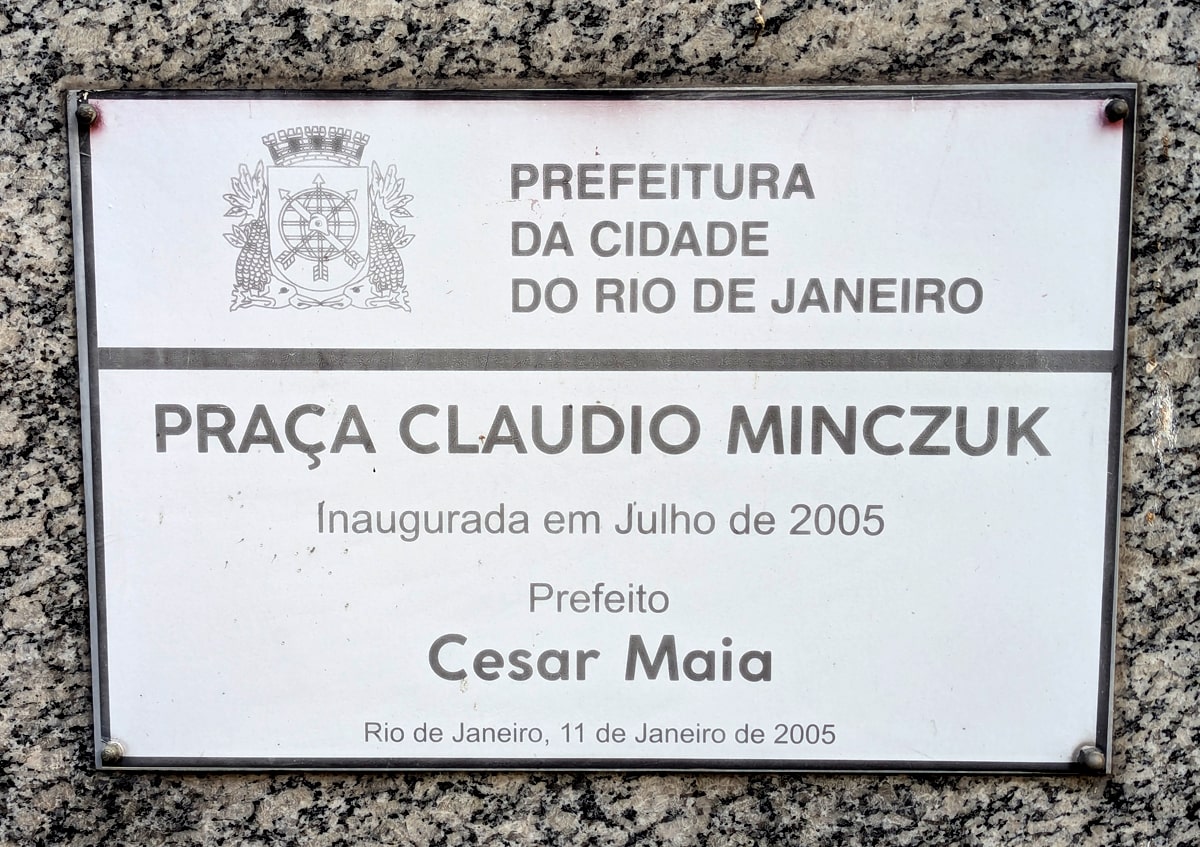 PREFEITURA
DA CIDADE
DO RIO DE JANEIRO
PRAÇA CLAUDIO MINCZUK
Inaugurada em Julho de 2005
Prefeito
Cesar Maia
Rio de Janeiro, 11 de Janeiro de 2005